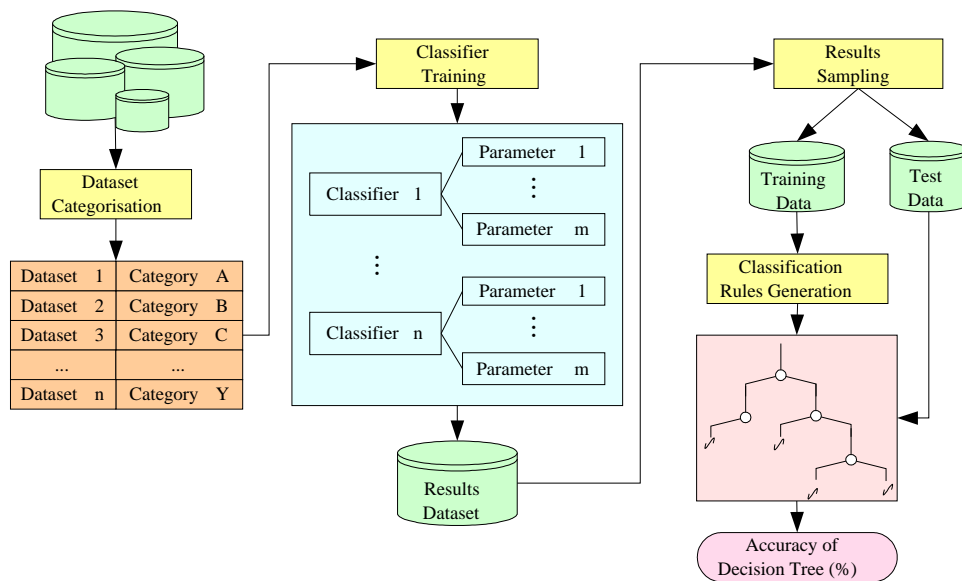 Dataset
Categorisation
Dataset 1 Category A
Dataset 2 Category B
Dataset 3 Category C
... ...
Dataset n Category Y
Classifier
Training
Classifier 1
Parameter 1
⋮
Parameter m
⋮
Classifier n
Parameter 1
⋮
Parameter m
Results
Dataset
Results
Sampling
Training
Data
Test
Data
Classification
Rules Generation
Accuracy of
Decision Tree (%)